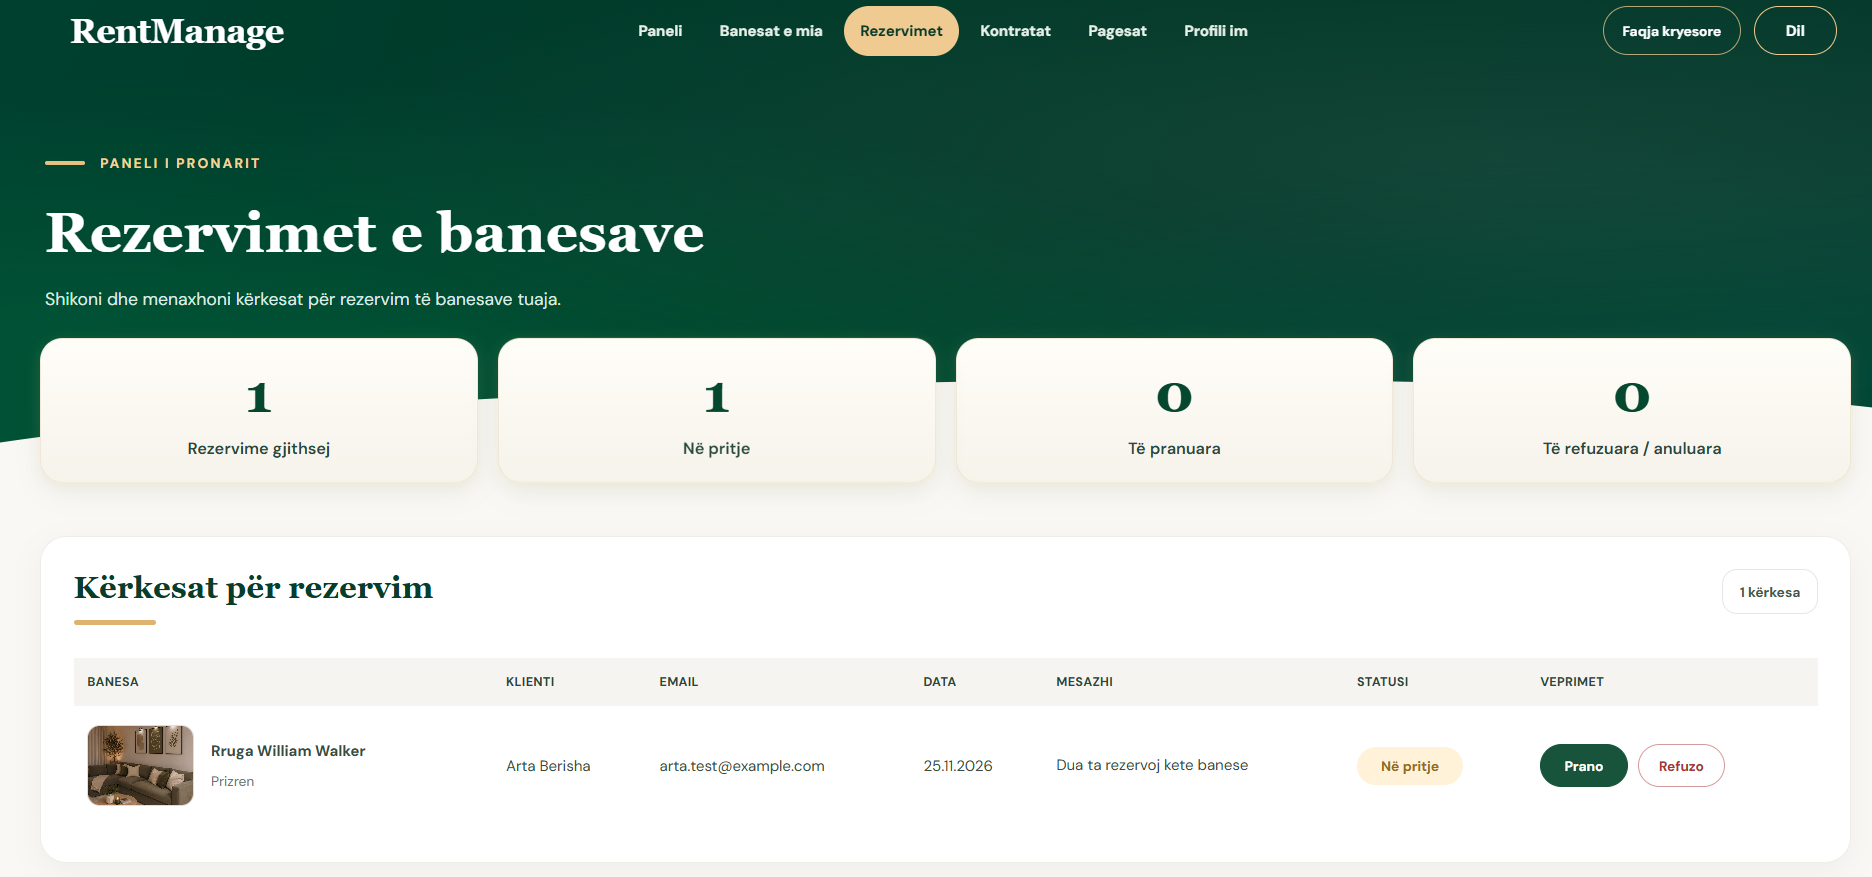 RentManage
Paneli
Banesat e mia
Rezervimet
Kontratat
Pagesat
Profili im
Faqja kryesore
Dil
PANELI I PRONARIT
Rezervimet e banesave
Shikoni dhe menaxhoni kërkesat për rezervim të banesave tuaja.
1
Rezervime gjithsej
1
Në pritje
0
Të pranuara
0
Të refuzuara / anuluara
Kërkesat për rezervim
1 kërkesa
BANESA KLIENTI EMAIL DATA MESAZHI STATUSI VEPRIMET
Rruga William Walker
Prizren
Arta Berisha
arta.test@example.com
25.11.2026
Dua ta rezervoj kete banese
Në pritje
Prano
Refuzo